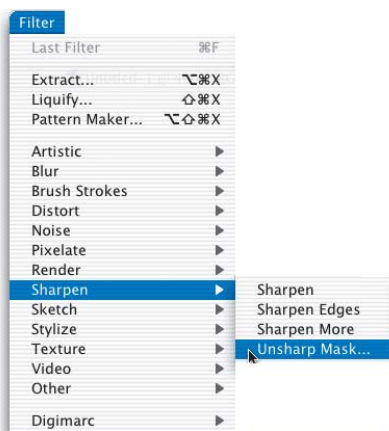 Filter
Last Filter ⌘F
Extract... ⌥⌘X
Liquify... ⇧⌘X
Pattern Maker... ⌥⇧⌘X
Artistic
Blur
Brush Strokes
Distort
Noise
Pixelate
Render
Sharpen
Sharpen
Sketch
Sharpen Edges
Stylize
Sharpen More
Texture
Unsharp Mask...
Video
Other
Digimarc